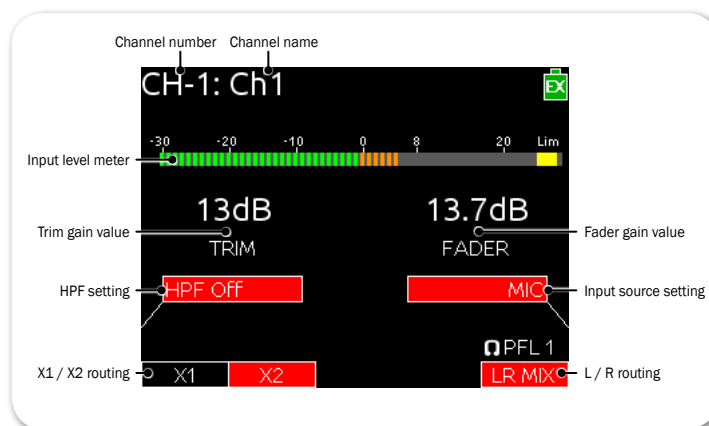 Channel number Channel name
CH-1: Ch1
EX
-30 -20 -10 0 8 20 Lim
Input level meter
13dB 13.7dB
Trim gain value Fader gain value
TRIM FADER
HPF setting HPF Off MIC Input source setting
PFL 1
X1 / X2 routing X1 X2 LR MIX L / R routing